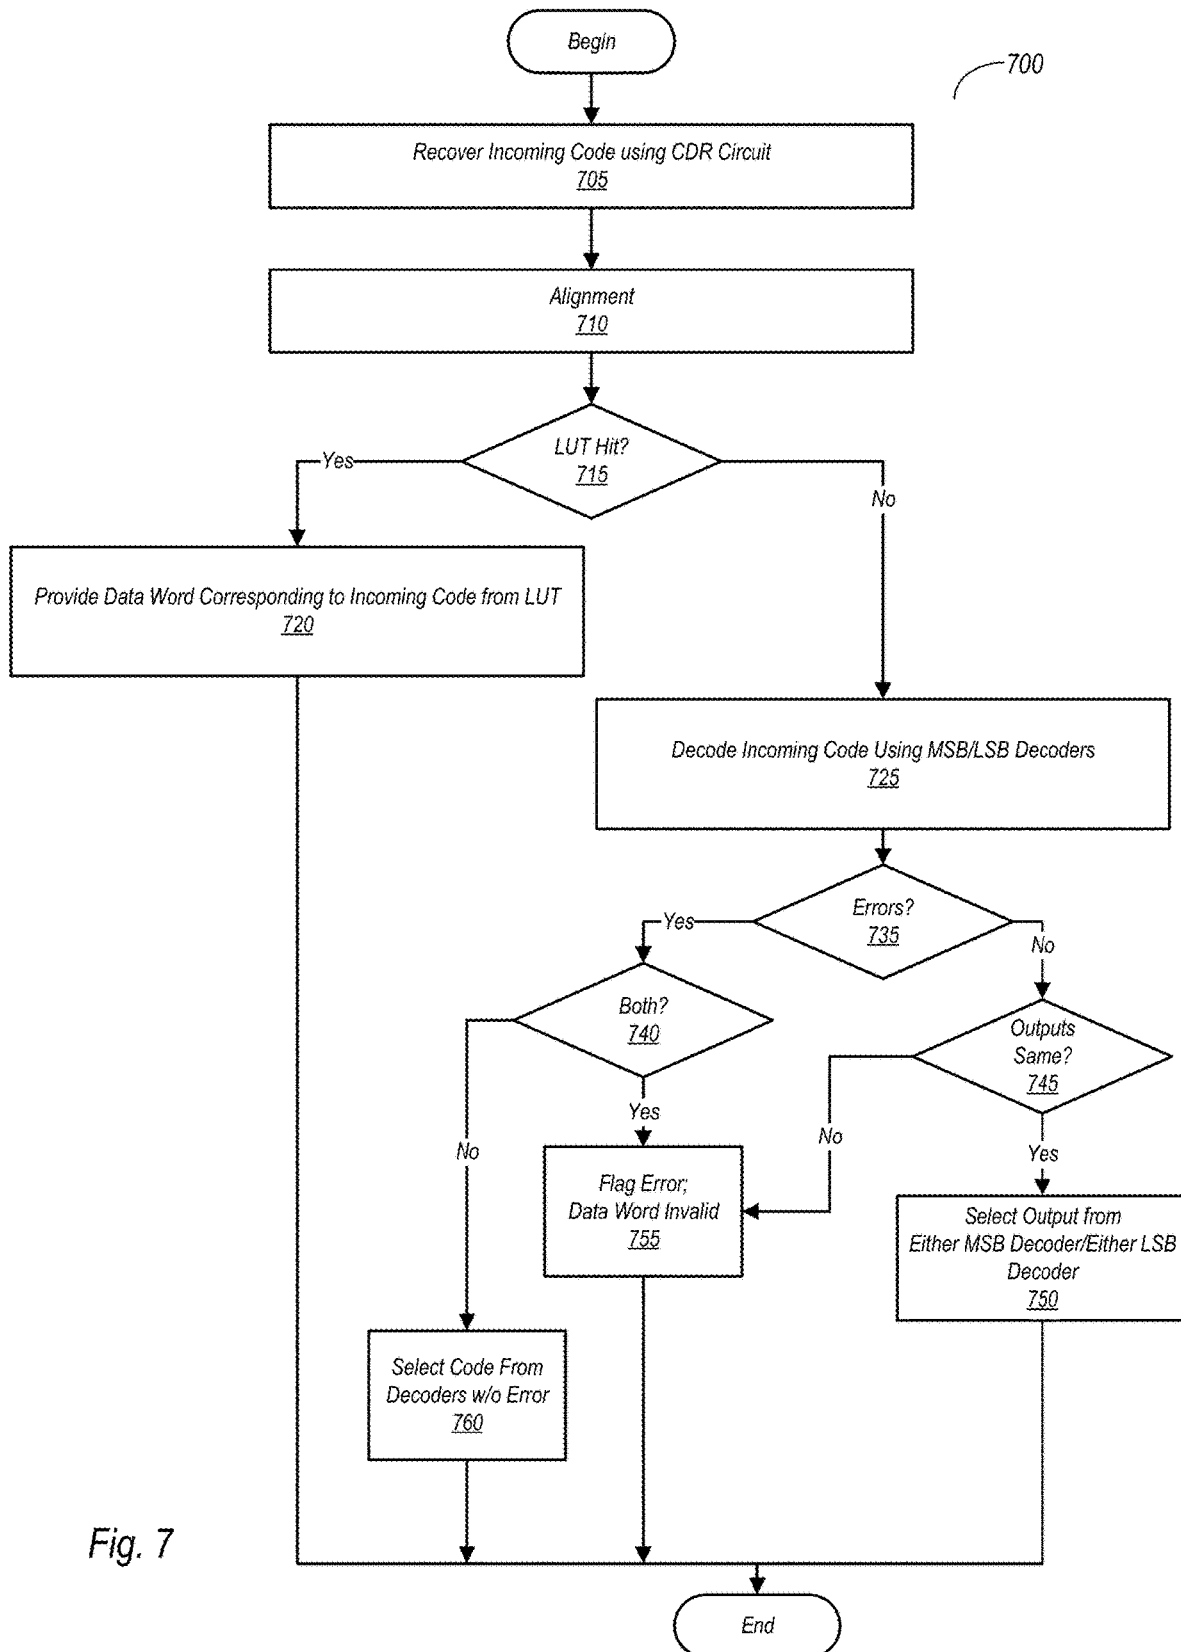 Begin
700
Recover Incoming Code using CDR Circuit
705
Alignment
710
LUT Hit?
715
Yes
No
Provide Data Word Corresponding to Incoming Code from LUT
720
Decode Incoming Code Using MSB/LSB Decoders
725
Errors?
735
Yes
No
Both?
740
Outputs
Same?
745
Yes
No
No
Yes
Flag Error;
Data Word Invalid
755
Select Output from
Either MSB Decoder/Either LSB
Decoder
750
Select Code From
Decoders w/o Error
760
Fig. 7
End